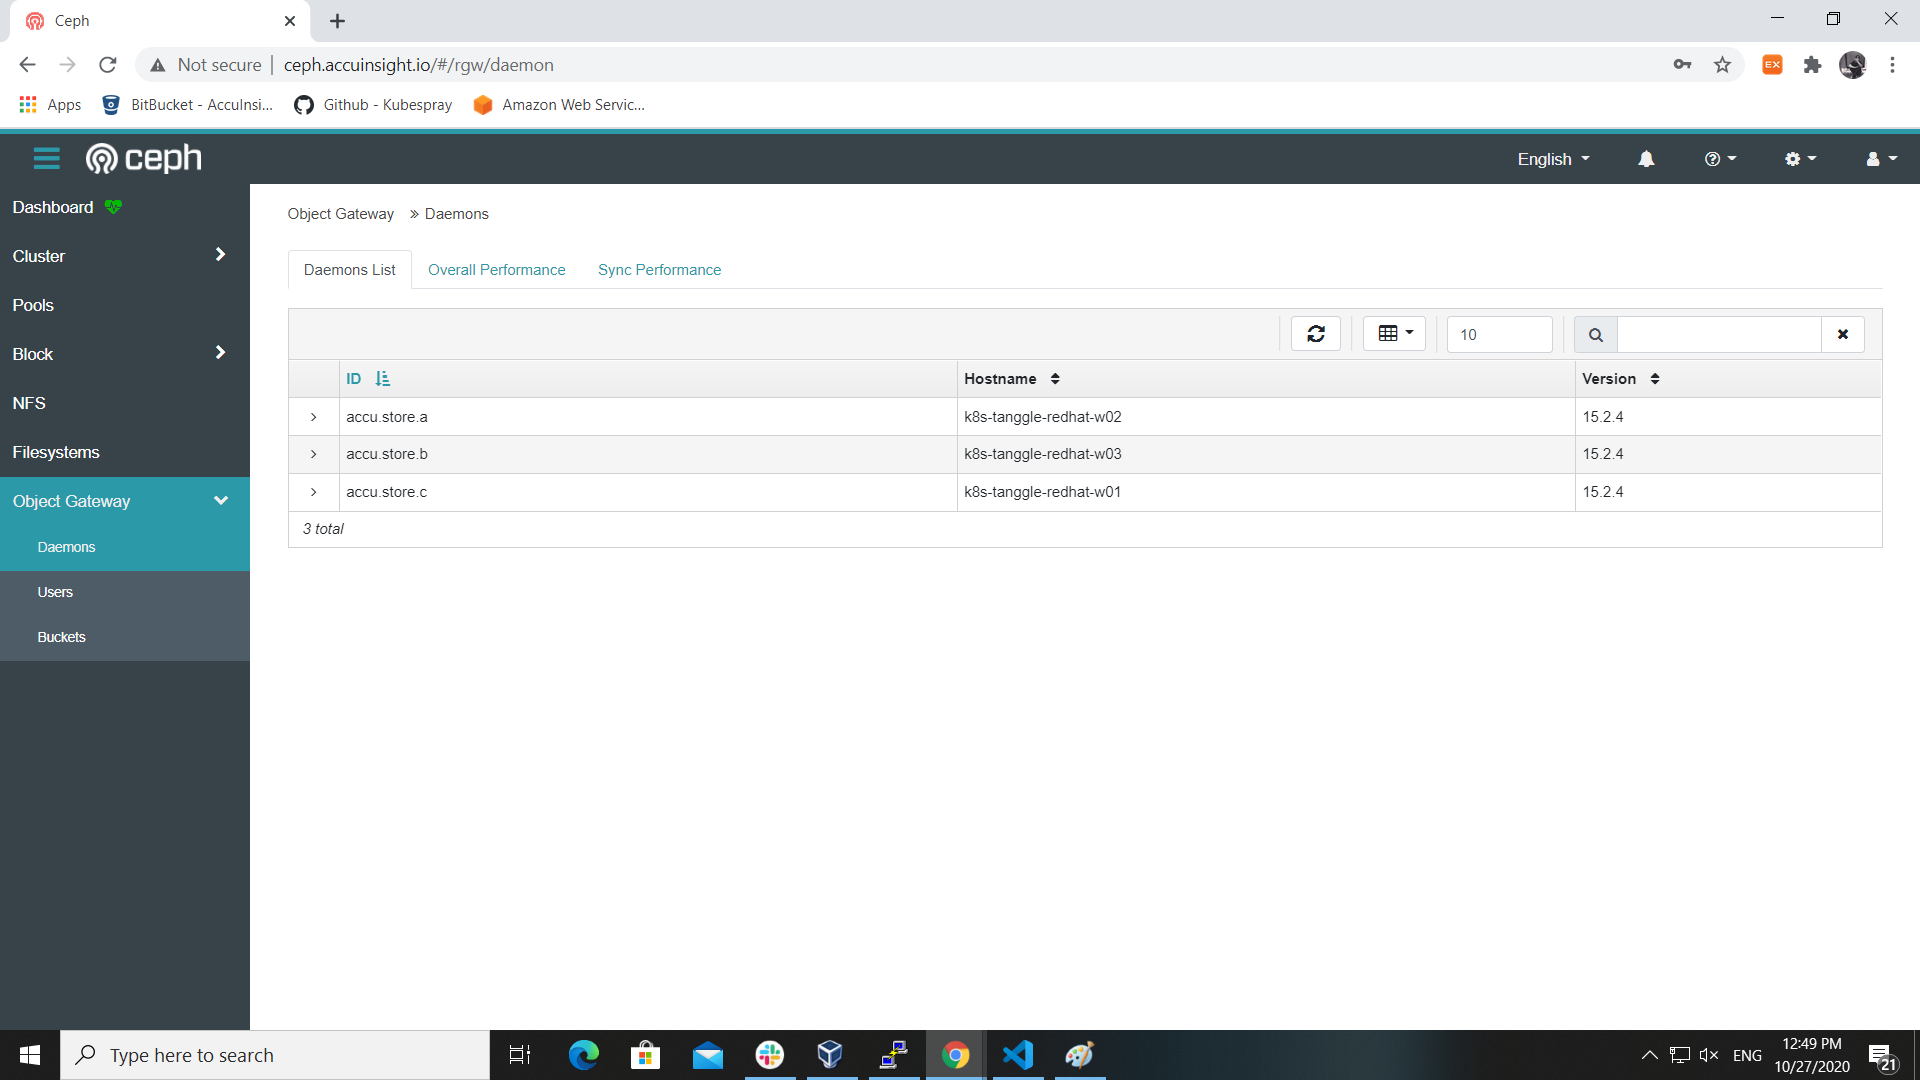 Ceph
Not secure | ceph.accuinsight.io/#/rgw/daemon
EX
Apps BitBucket - AccuInsi... Github - Kubespray Amazon Web Servic...
ceph English
Dashboard
Cluster
Pools
Block
NFS
Filesystems
Object Gateway
Daemons
Users
Buckets
Object Gateway » Daemons
Daemons List Overall Performance Sync Performance
10
ID Hostname Version
accu.store.a k8s-tanggle-redhat-w02 15.2.4
accu.store.b k8s-tanggle-redhat-w03 15.2.4
accu.store.c k8s-tanggle-redhat-w01 15.2.4
3 total
Type here to search
ENG
12:49 PM
10/27/2020
21